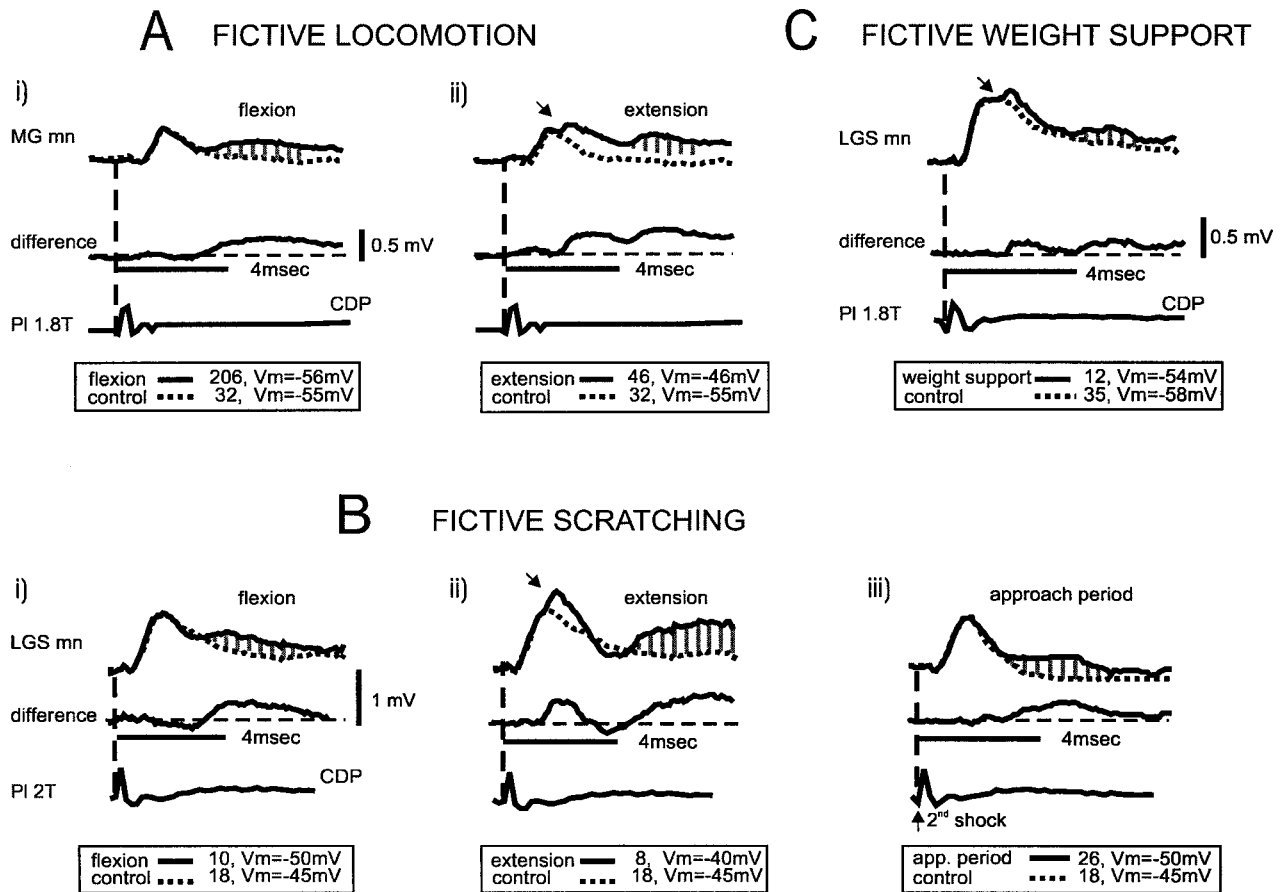 A FICTIVE LOCOMOTION
i)
flexion
MG mn
difference
0.5 mV
4msec
CDP
Pl 1.8T
flexion 206, Vm=-56mV
control 32, Vm=-55mV
ii)
extension
4msec
extension 46, Vm=-46mV
control 32, Vm=-55mV
C FICTIVE WEIGHT SUPPORT
LGS mn
difference
0.5 mV
4msec
Pl 1.8T
CDP
weight support 12, Vm=-54mV
control 35, Vm=-58mV
B FICTIVE SCRATCHING
i)
flexion
LGS mn
1 mV
difference
4msec
CDP
Pl 2T
flexion 10, Vm=-50mV
control 18, Vm=-45mV
ii)
extension
4msec
extension 8, Vm=-40mV
control 18, Vm=-45mV
iii)
approach period
4msec
2nd shock
app. period 26, Vm=-50mV
control 18, Vm=-45mV